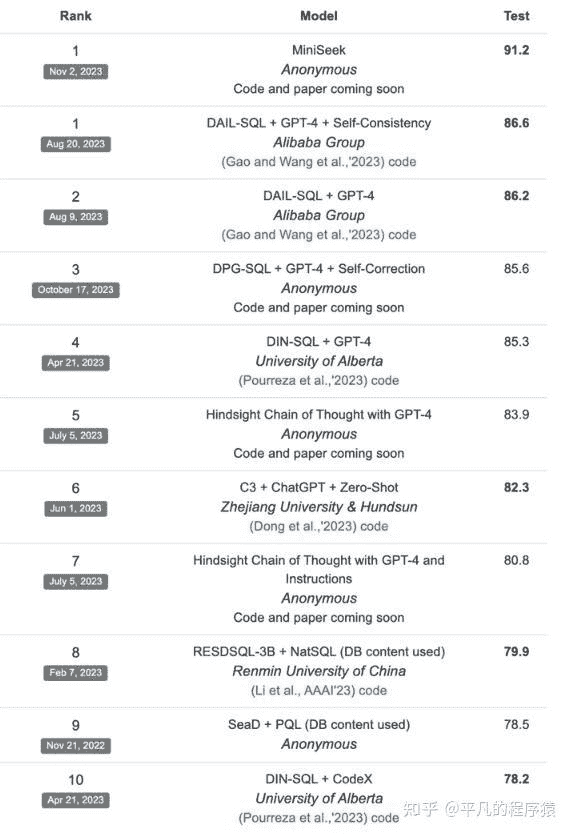 Rank Model Test
1 MiniSeek 91.2
Nov 2, 2023 Anonymous
Code and paper coming soon
1 DAIL-SQL + GPT-4 + Self-Consistency 86.6
Aug 20, 2023 Alibaba Group
(Gao and Wang et al.,'2023) code
2 DAIL-SQL + GPT-4 86.2
Aug 9, 2023 Alibaba Group
(Gao and Wang et al.,'2023) code
3 DPG-SQL + GPT-4 + Self-Correction 85.6
October 17, 2023 Anonymous
Code and paper coming soon
4 DIN-SQL + GPT-4 85.3
Apr 21, 2023 University of Alberta
(Pourreza et al.,'2023) code
5 Hindsight Chain of Thought with GPT-4 83.9
July 5, 2023 Anonymous
Code and paper coming soon
6 C3 + ChatGPT + Zero-Shot 82.3
Jun 1, 2023 Zhejiang University & Hundsun
(Dong et al.,'2023) code
7 Hindsight Chain of Thought with GPT-4 and 80.8
July 5, 2023 Instructions
Anonymous
Code and paper coming soon
8 RESDSQL-3B + NatSQL (DB content used) 79.9
Feb 7, 2023 Renmin University of China
(Li et al., AAAI'23) code
9 SeaD + PQL (DB content used) 78.5
Nov 21, 2022 Anonymous
10 DIN-SQL + CodeX 78.2
Apr 21, 2023 University of Alberta
(Pourreza et al.,'2023) code
知乎 @平凡的程序猿